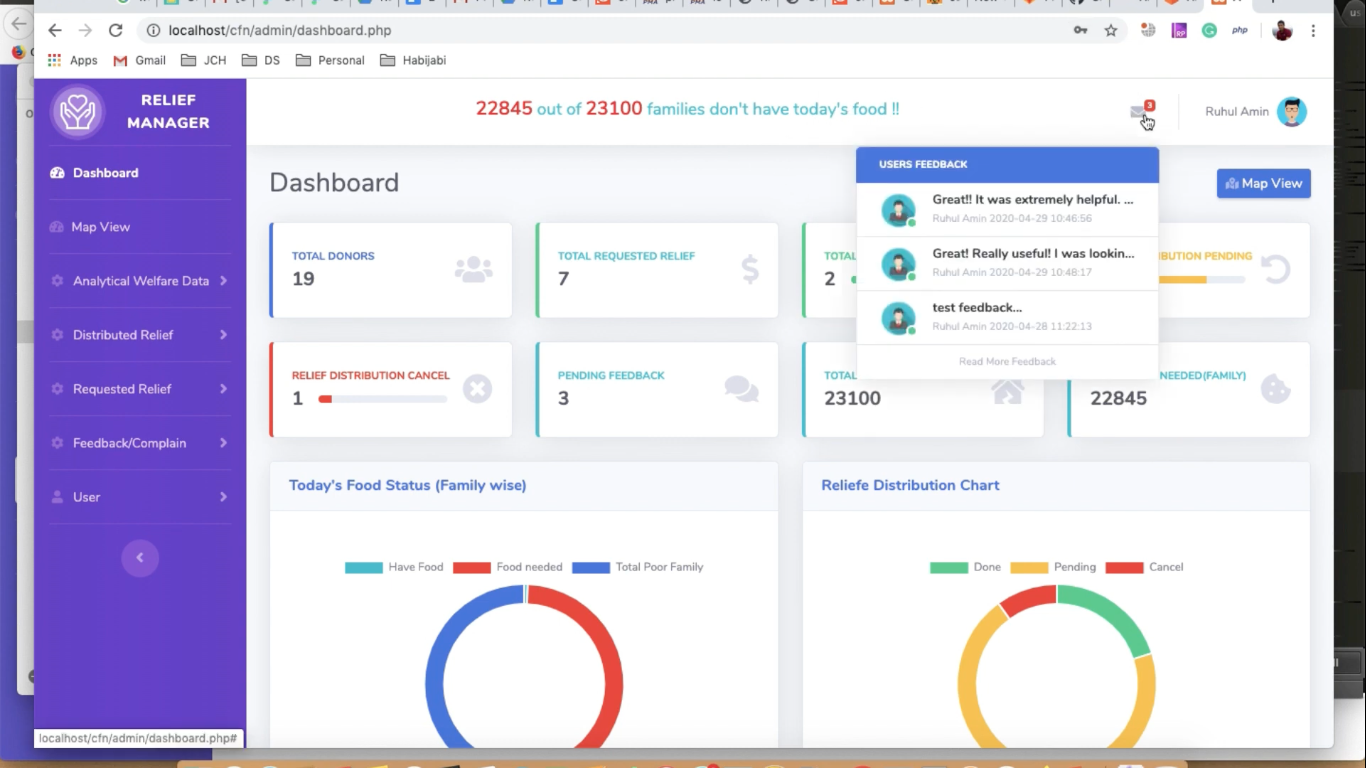 localhost/cfn/admin/dashboard.php
php
Apps
Gmail
JCH
DS
Personal
Habijabi
RELIEF
MANAGER
22845 out of 23100 families don't have today's food !!
3
Ruhul Amin
Dashboard
Map View
Analytical Welfare Data
Distributed Relief
Requested Relief
Feedback/Complain
User
Dashboard
Map View
USERS FEEDBACK
Great!! It was extremely helpful. ...
Ruhul Amin 2020-04-29 10:46:56
Great! Really useful! I was lookin...
Ruhul Amin 2020-04-29 10:48:17
test feedback...
Ruhul Amin 2020-04-28 11:22:13
Read More Feedback
TOTAL DONORS
19
TOTAL REQUESTED RELIEF
7
TOTAL
2
IBUTION PENDING
RELIEF DISTRIBUTION CANCEL
1
PENDING FEEDBACK
3
TOTAL
23100
NEEDED(FAMILY)
22845
Today's Food Status (Family wise)
Have Food
Food needed
Total Poor Family
Reliefe Distribution Chart
Done
Pending
Cancel
localhost/cfn/admin/dashboard.php#